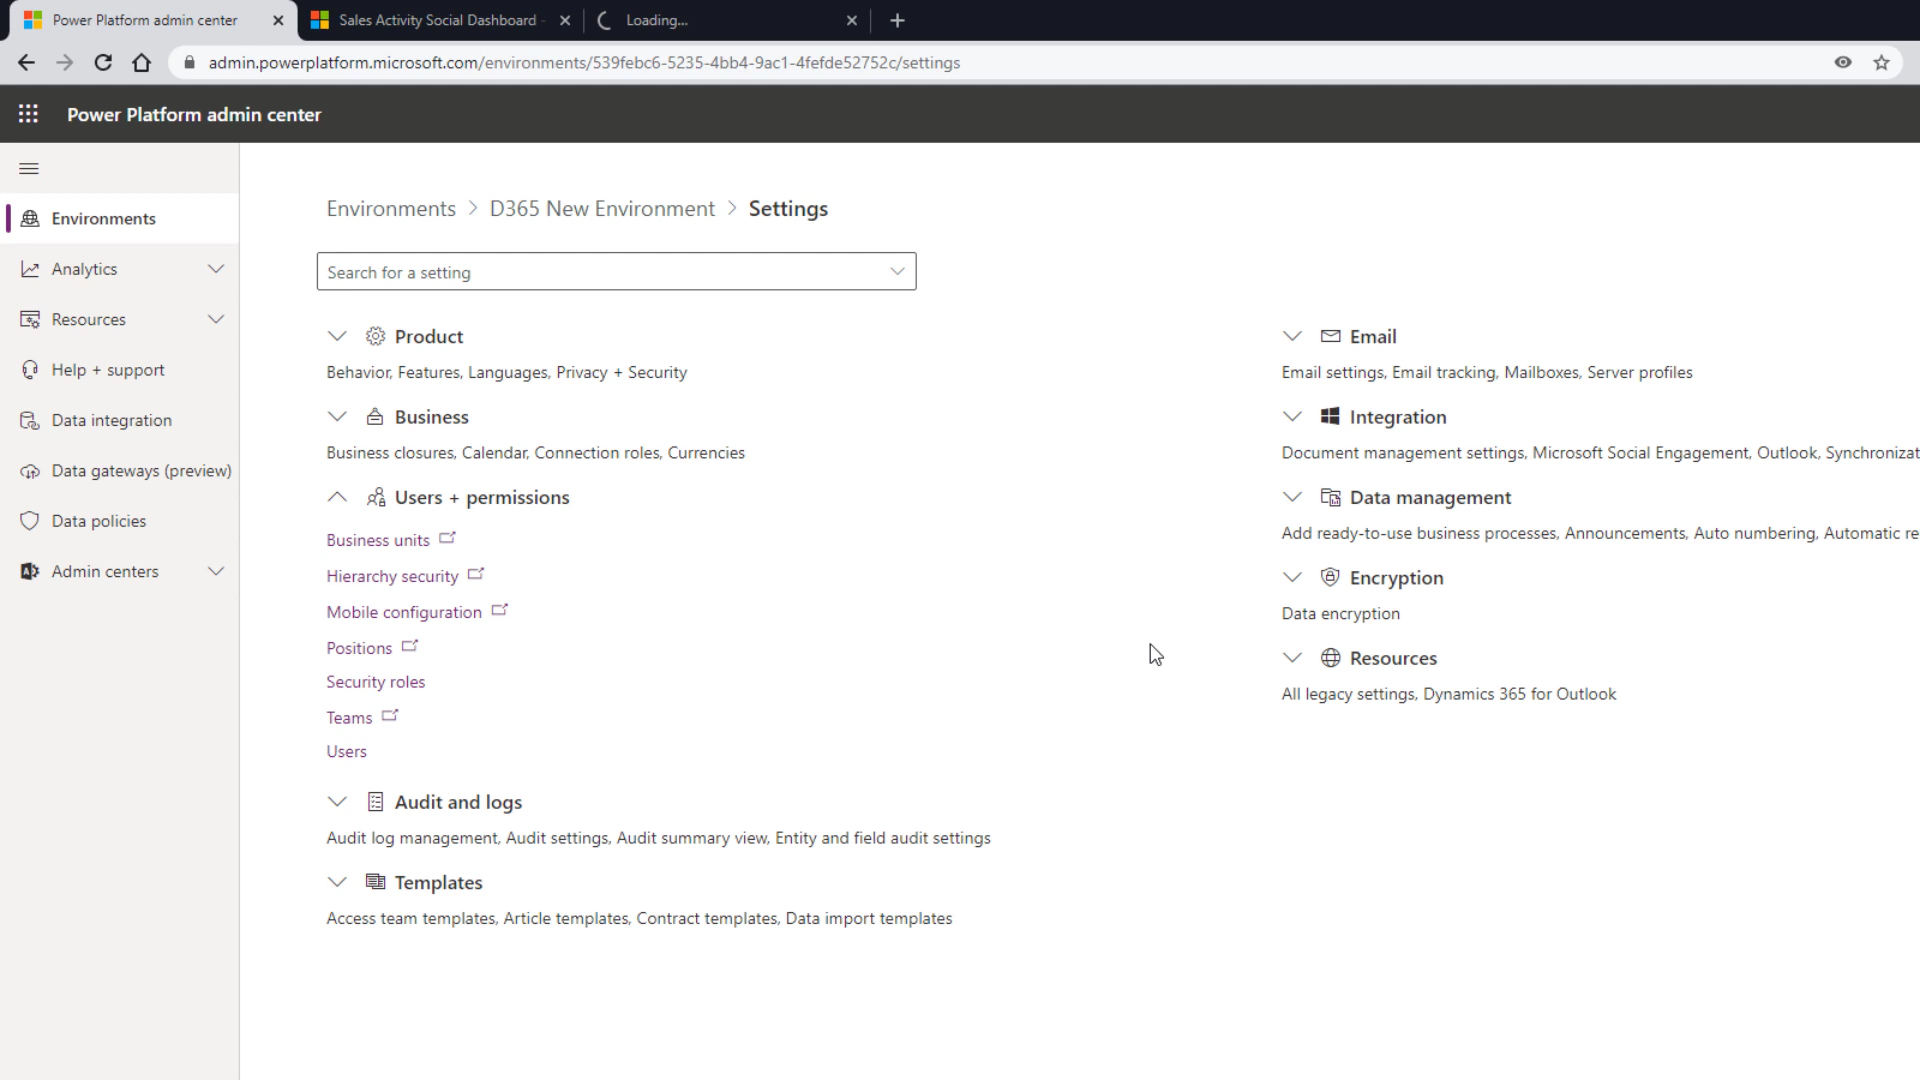 Power Platform admin center
Sales Activity Social Dashboard -
Loading...
admin.powerplatform.microsoft.com/environments/539febc6-5235-4bb4-9ac1-4fefde52752c/settings
Power Platform admin center
Environments
Analytics
Resources
Help + support
Data integration
Data gateways (preview)
Data policies
Admin centers
Environments > D365 New Environment > Settings
Search for a setting
Product
Behavior, Features, Languages, Privacy + Security
Business
Business closures, Calendar, Connection roles, Currencies
Users + permissions
Business units
Hierarchy security
Mobile configuration
Positions
Security roles
Teams
Users
Audit and logs
Audit log management, Audit settings, Audit summary view, Entity and field audit settings
Templates
Access team templates, Article templates, Contract templates, Data import templates
Email
Email settings, Email tracking, Mailboxes, Server profiles
Integration
Document management settings, Microsoft Social Engagement, Outlook, Synchronizat
Data management
Add ready-to-use business processes, Announcements, Auto numbering, Automatic re
Encryption
Data encryption
Resources
All legacy settings, Dynamics 365 for Outlook